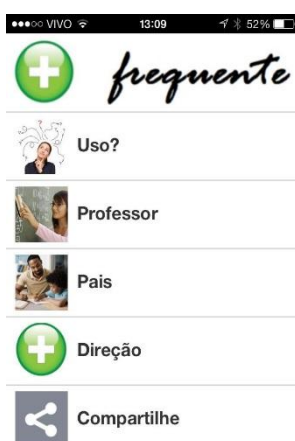 VIVO 13:09 52%
+ frequente
Uso?
Professor
Pais
Direção
Compartilhe